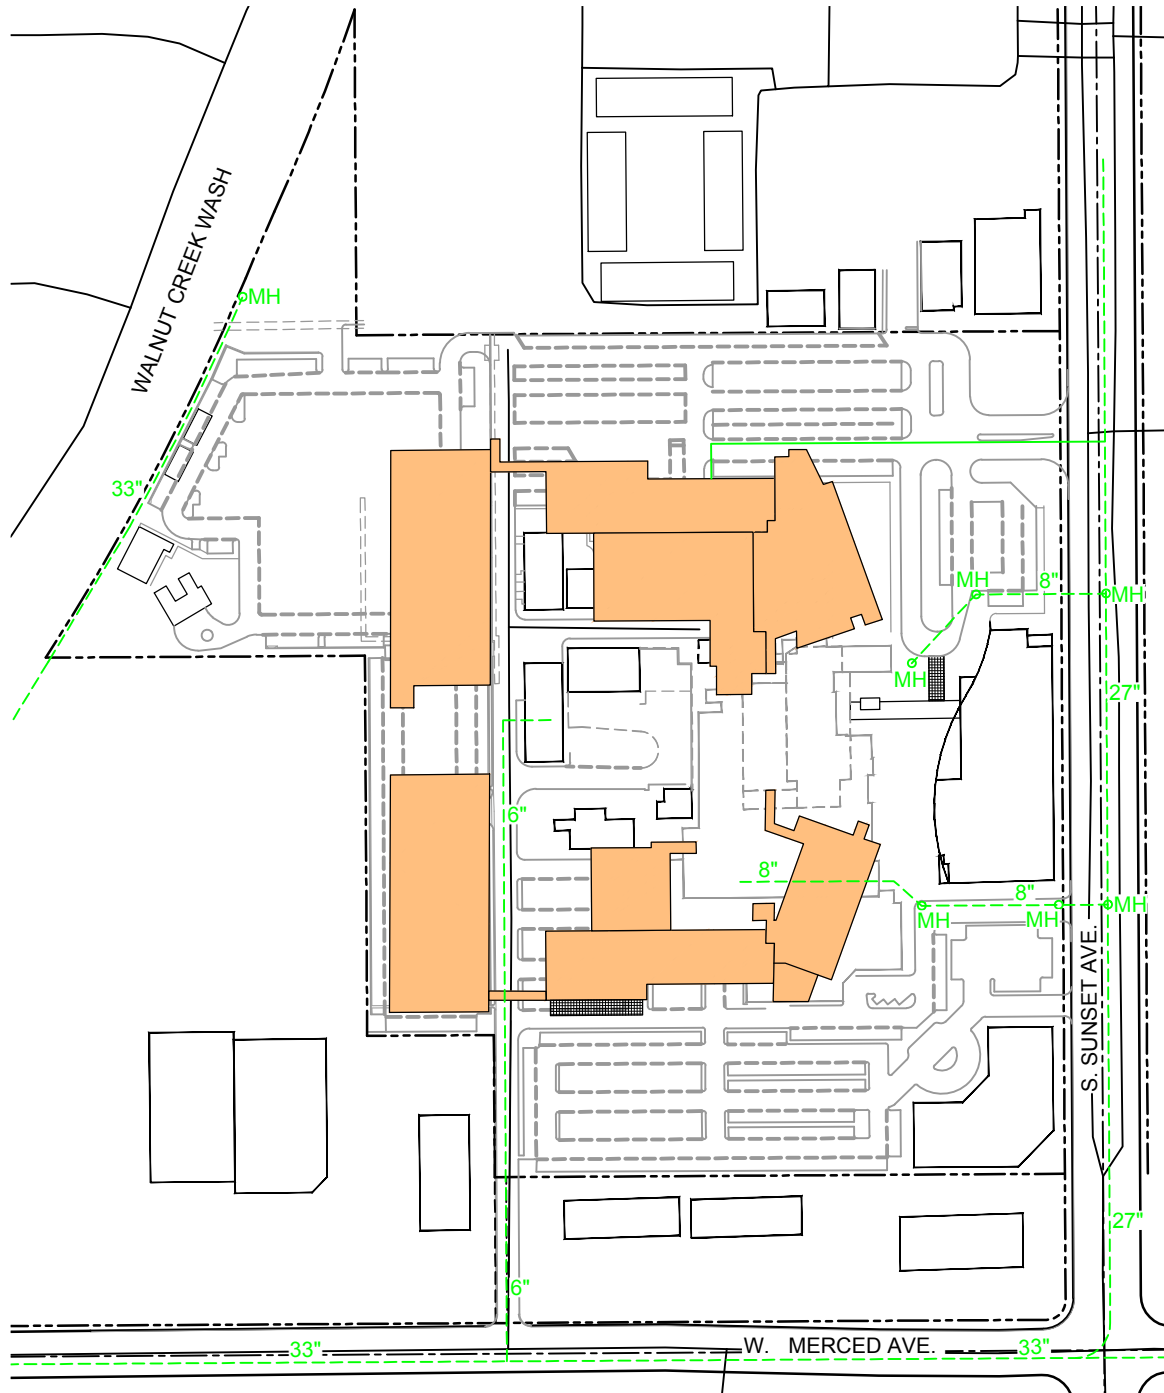 WALNUT CREEK WASH
MH
33"
MH
8"
MH
MH
27"
6"
8"
8"
MH
MH
MH
S. SUNSET AVE.
27"
6"
33"
W. MERCED AVE.
33"